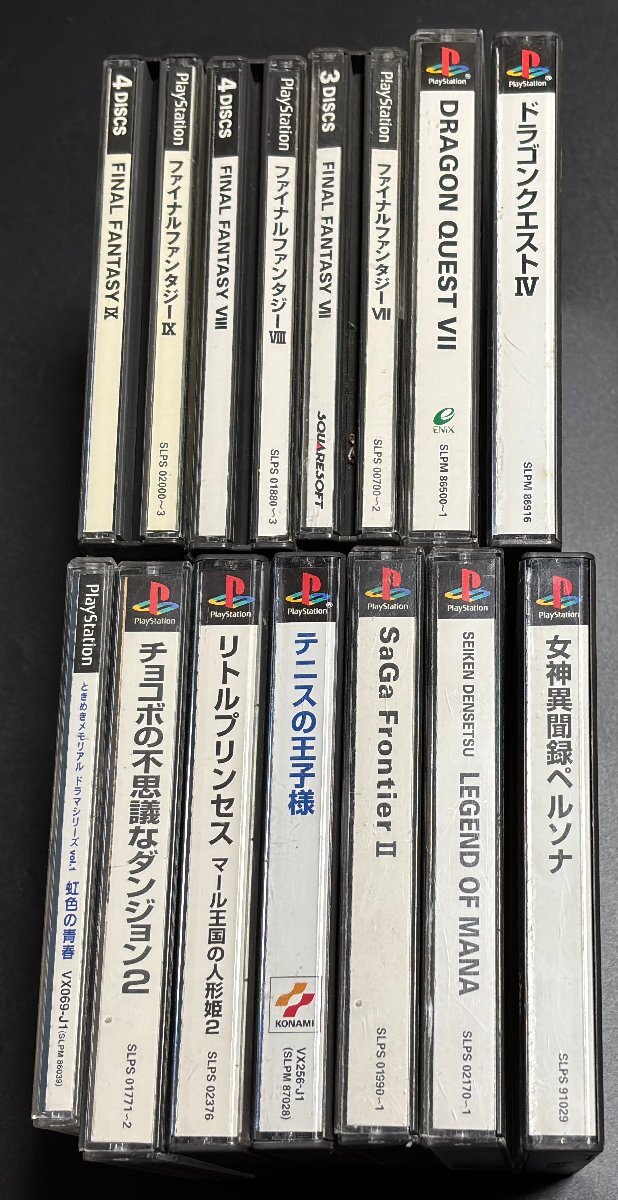 4 DISCS FINAL FANTASY IX
PlayStation ファイナルファンタジーIX SLPS 02000~3
4 DISCS FINAL FANTASY VIII
PlayStation ファイナルファンタジーVIII SLPS 01880~3
3 DISCS FINAL FANTASY VII SQUARESOFT
PlayStation ファイナルファンタジーVII SLPS 00700~2
PlayStation DRAGON QUEST VII ENIX SLPM 86500~1
PlayStation ドラゴンクエストIV SLPM 86916
PlayStation ときめきメモリアル ドラマシリーズ vol.1 虹色の青春 VX069-J1 (SLPM 86039)
PlayStation チョコボの不思議なダンジョン2 SLPS 01771~2
PlayStation リトルプリンセス マール王国の人形姫2 SLPS 02376
PlayStation テニスの王子様 KONAMI VX256-J1 (SLPM 87028)
PlayStation SaGa Frontier II SLPS 01990~1
PlayStation SEIKEN DENSETSU LEGEND OF MANA SLPS 02170~1
PlayStation 女神異聞録ペルソナ SLPS 91029